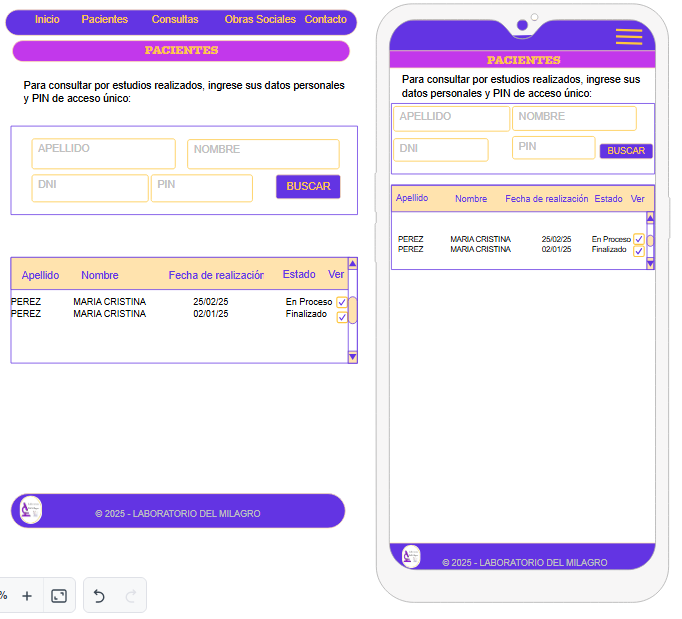 Inicio Pacientes Consultas Obras Sociales Contacto
PACIENTES
Para consultar por estudios realizados, ingrese sus datos personales
y PIN de acceso único:
APELLIDO NOMBRE
DNI PIN BUSCAR
Apellido Nombre Fecha de realización Estado Ver
PEREZ MARIA CRISTINA 25/02/25 En Proceso
PEREZ MARIA CRISTINA 02/01/25 Finalizado
© 2025 - LABORATORIO DEL MILAGRO
%
PACIENTES
Para consultar por estudios realizados, ingrese sus
datos personales y PIN de acceso único:
APELLIDO NOMBRE
DNI PIN BUSCAR
Apellido Nombre Fecha de realización Estado Ver
PEREZ MARIA CRISTINA 25/02/25 En Proceso
PEREZ MARIA CRISTINA 02/01/25 Finalizado
© 2025 - LABORATORIO DEL MILAGRO